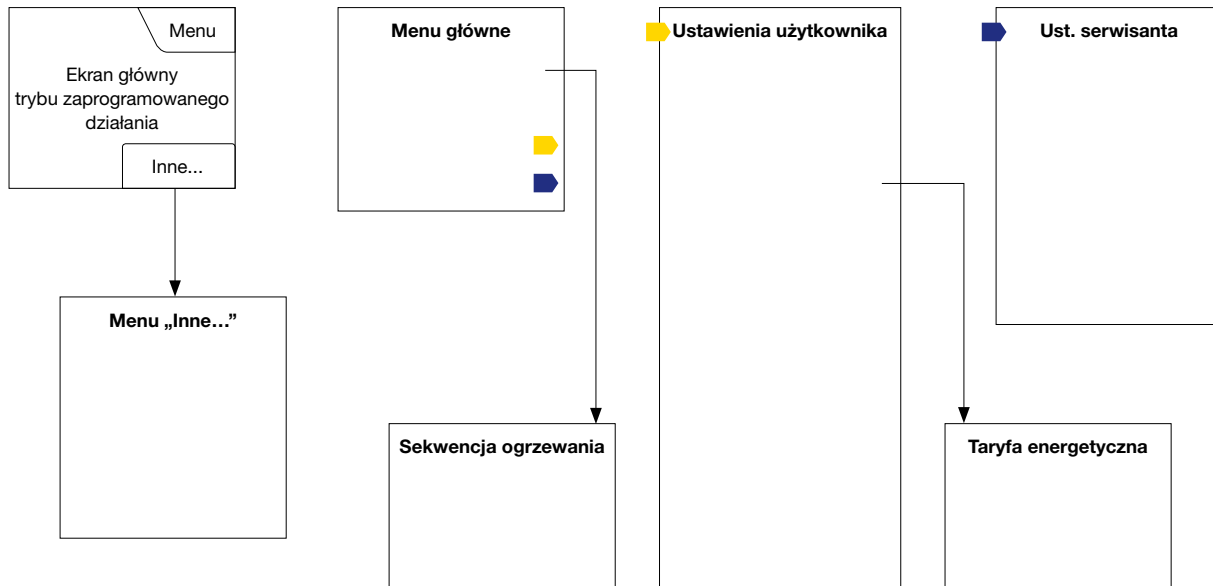 Menu
Ekran główny
trybu zaprogramowanego
działania
Inne...
Menu „Inne…”
Menu główne
Sekwencja ogrzewania
Ustawienia użytkownika
Taryfa energetyczna
Ust. serwisanta